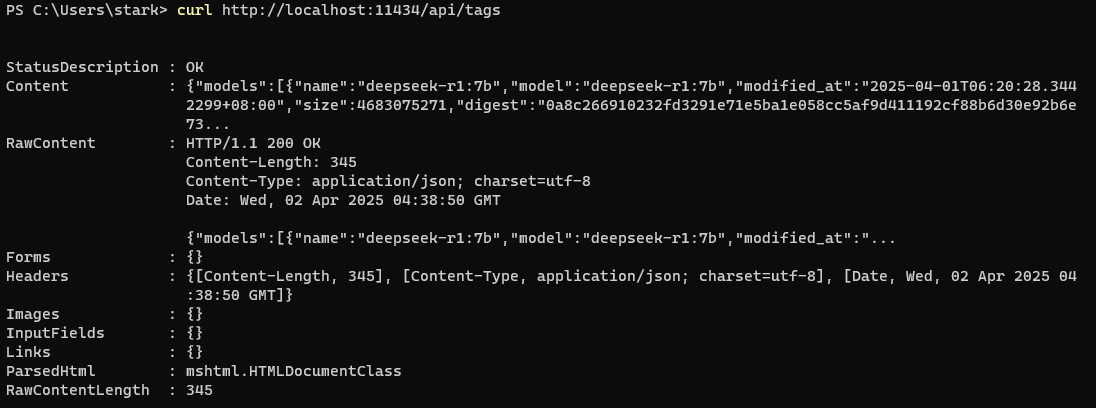 PS C:\Users\stark> curl http://localhost:11434/api/tags
StatusDescription : OK
Content           : {"models":[{"name":"deepseek-r1:7b","model":"deepseek-r1:7b","modified_at":"2025-04-01T06:20:28.344
                    2299+08:00","size":4683075271,"digest":"0a8c266910232fd3291e71e5ba1e058cc5af9d411192cf88b6d30e92b6e
                    73...
RawContent        : HTTP/1.1 200 OK
                    Content-Length: 345
                    Content-Type: application/json; charset=utf-8
                    Date: Wed, 02 Apr 2025 04:38:50 GMT

                    {"models":[{"name":"deepseek-r1:7b","model":"deepseek-r1:7b","modified_at":"...
Forms             : {}
Headers           : {[Content-Length, 345], [Content-Type, application/json; charset=utf-8], [Date, Wed, 02 Apr 2025 04
                    :38:50 GMT]}
Images            : {}
InputFields       : {}
Links             : {}
ParsedHtml        : mshtml.HTMLDocumentClass
RawContentLength  : 345